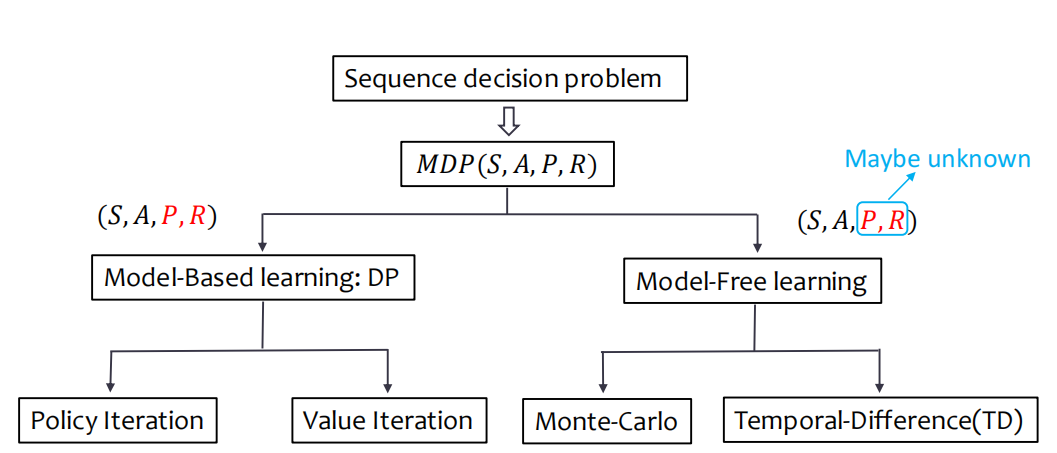 Sequence decision problem
MDP(S, A, P, R)
Maybe unknown
(S, A, P, R)
(S, A, P, R)
Model-Based learning: DP
Model-Free learning
Policy Iteration
Value Iteration
Monte-Carlo
Temporal-Difference(TD)